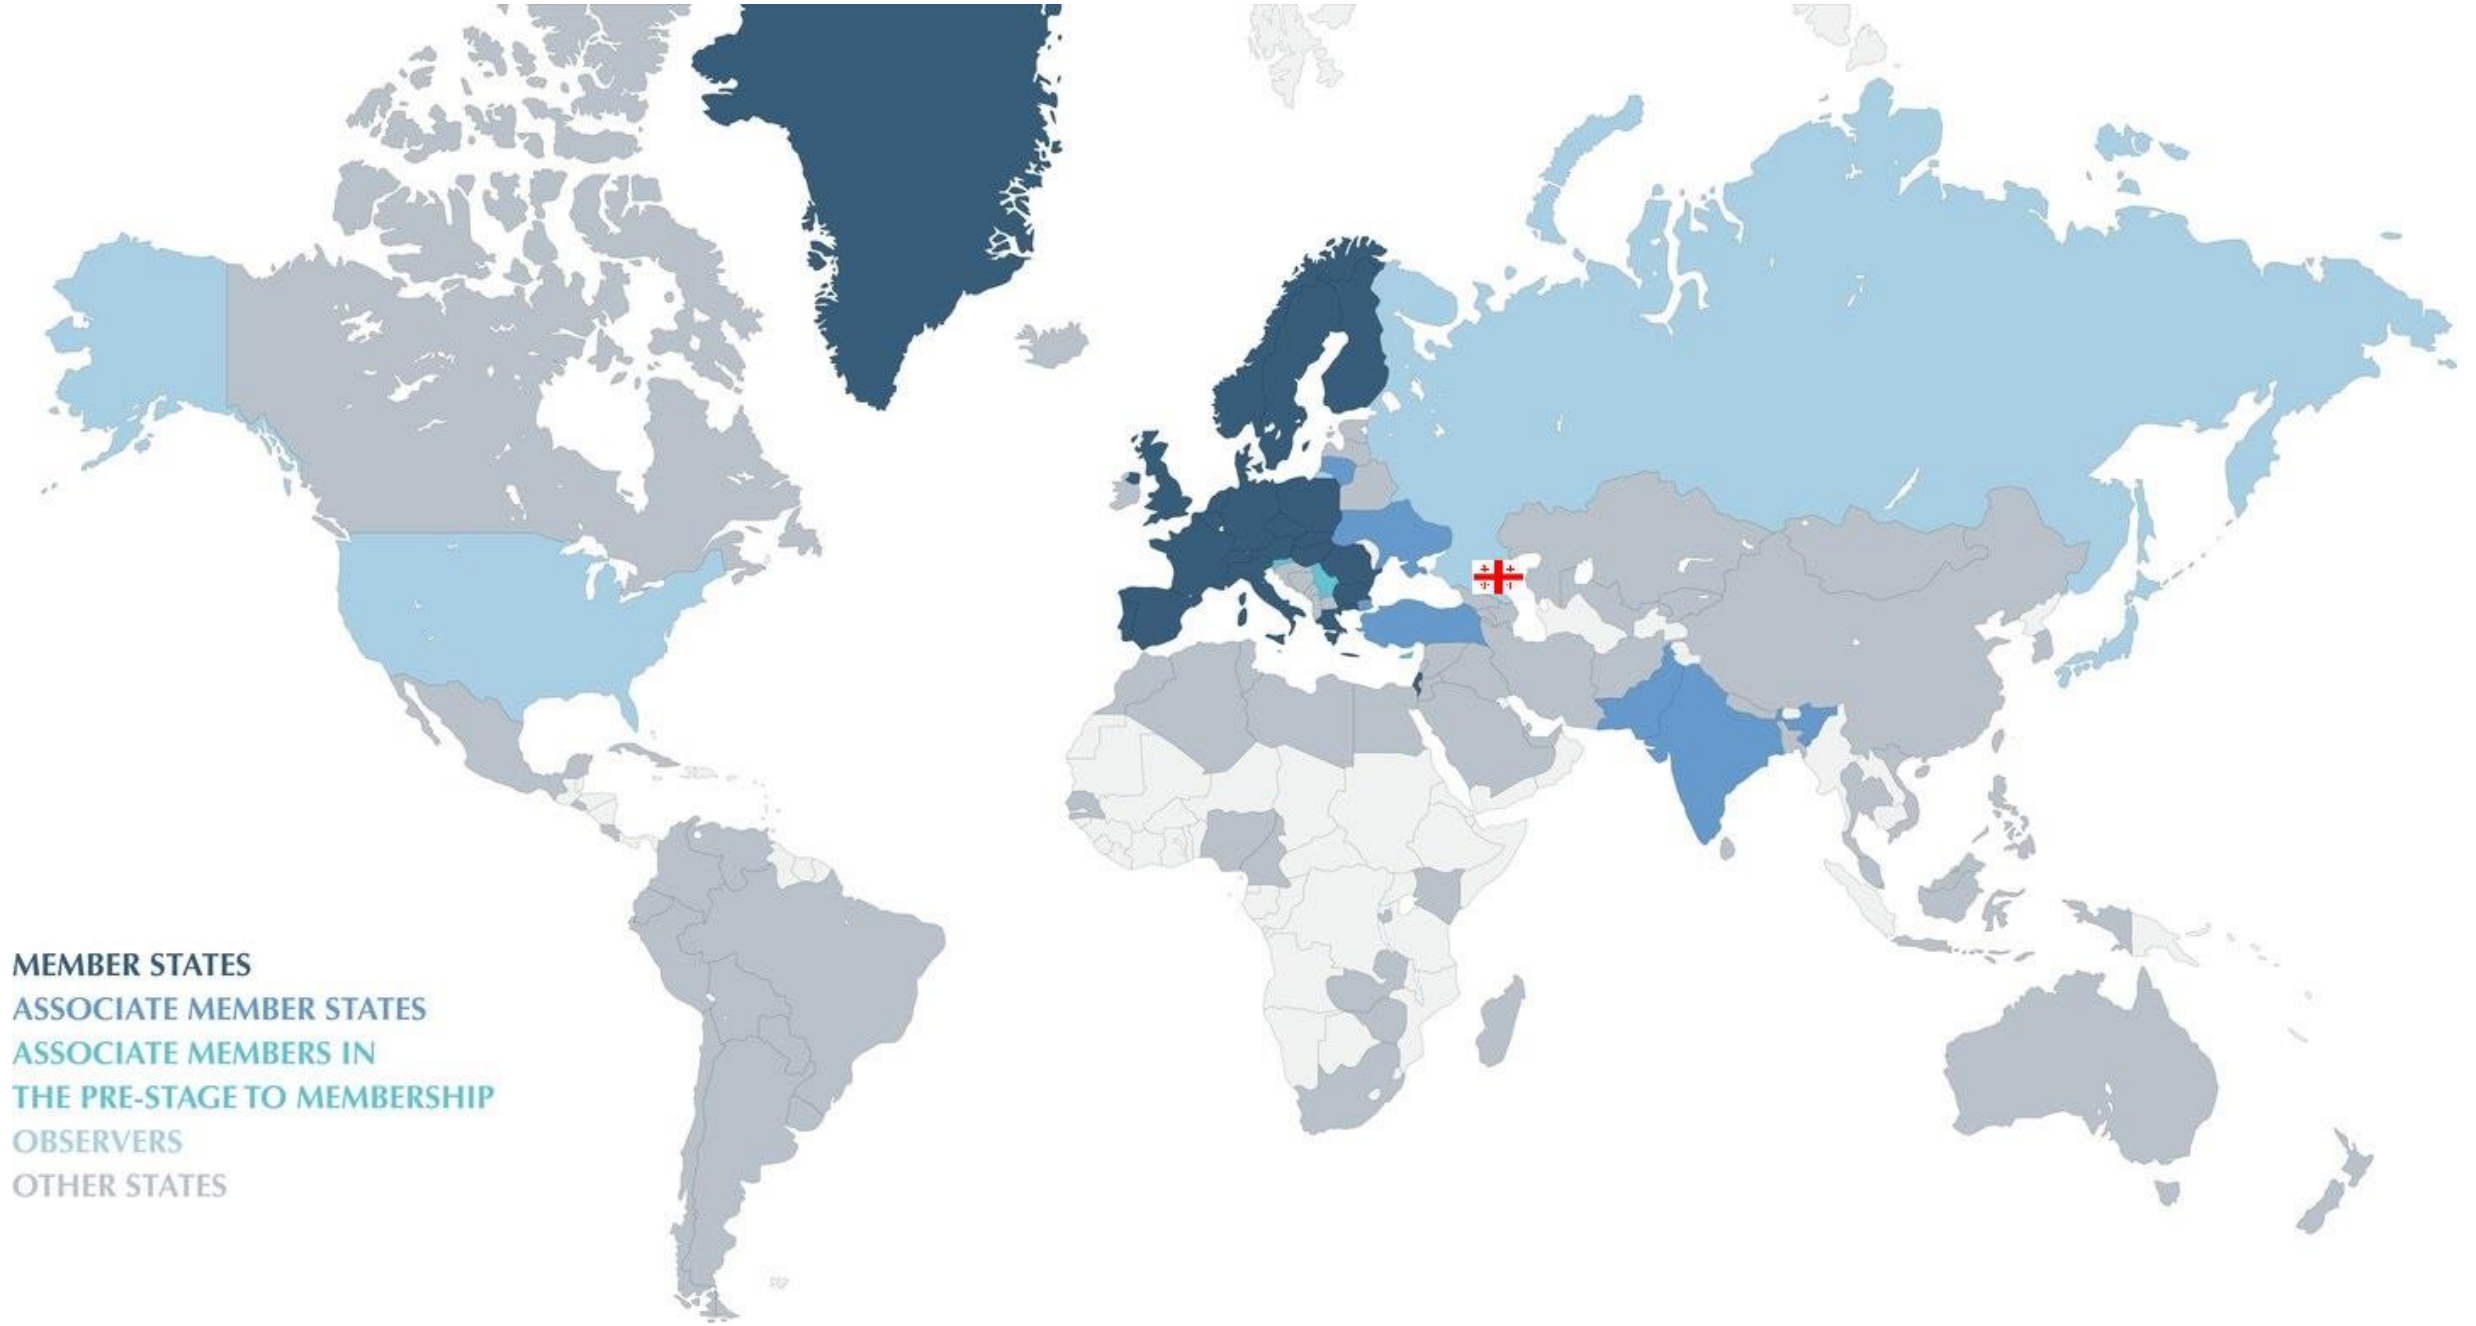 MEMBER STATES
ASSOCIATE MEMBER STATES
ASSOCIATE MEMBERS IN
THE PRE-STAGE TO MEMBERSHIP
OBSERVERS
OTHER STATES